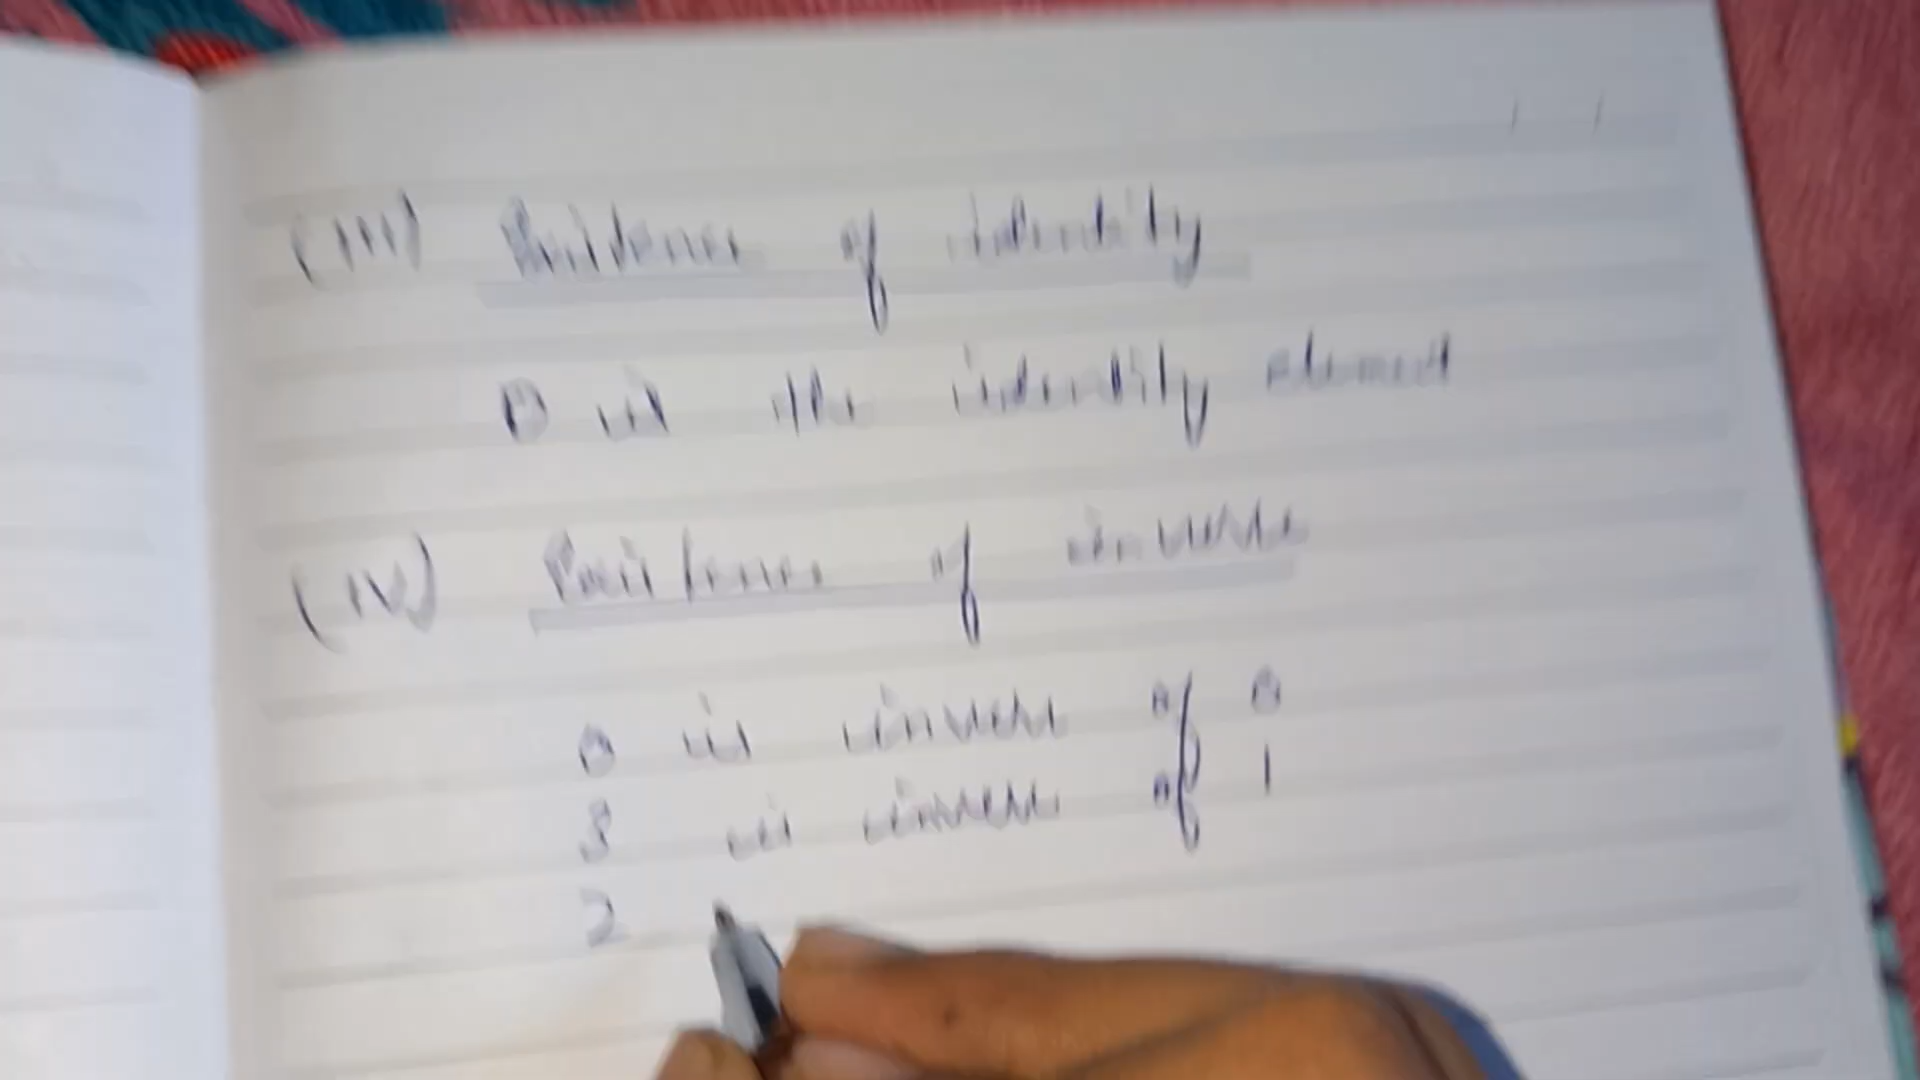 (III) Existence of identity
0 is the identity element
(IV) Existence of inverse
0 is inverse of 0
3 is inverse of 1
2